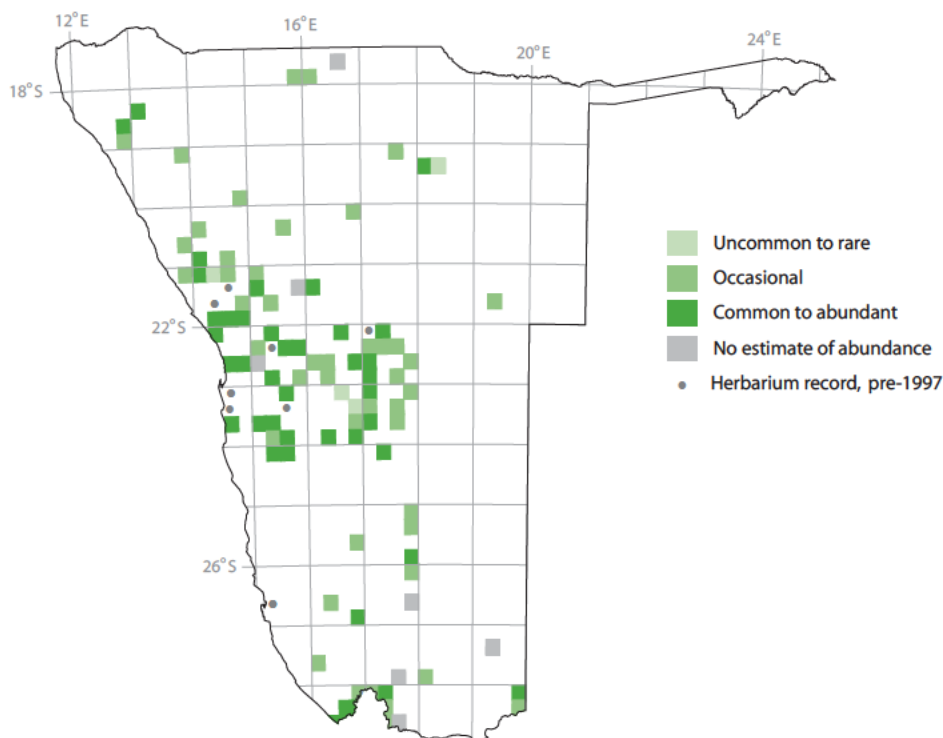 12°E
16°E
20°E
24°E
18°S
22°S
26°S
Uncommon to rare
Occasional
Common to abundant
No estimate of abundance
Herbarium record, pre-1997